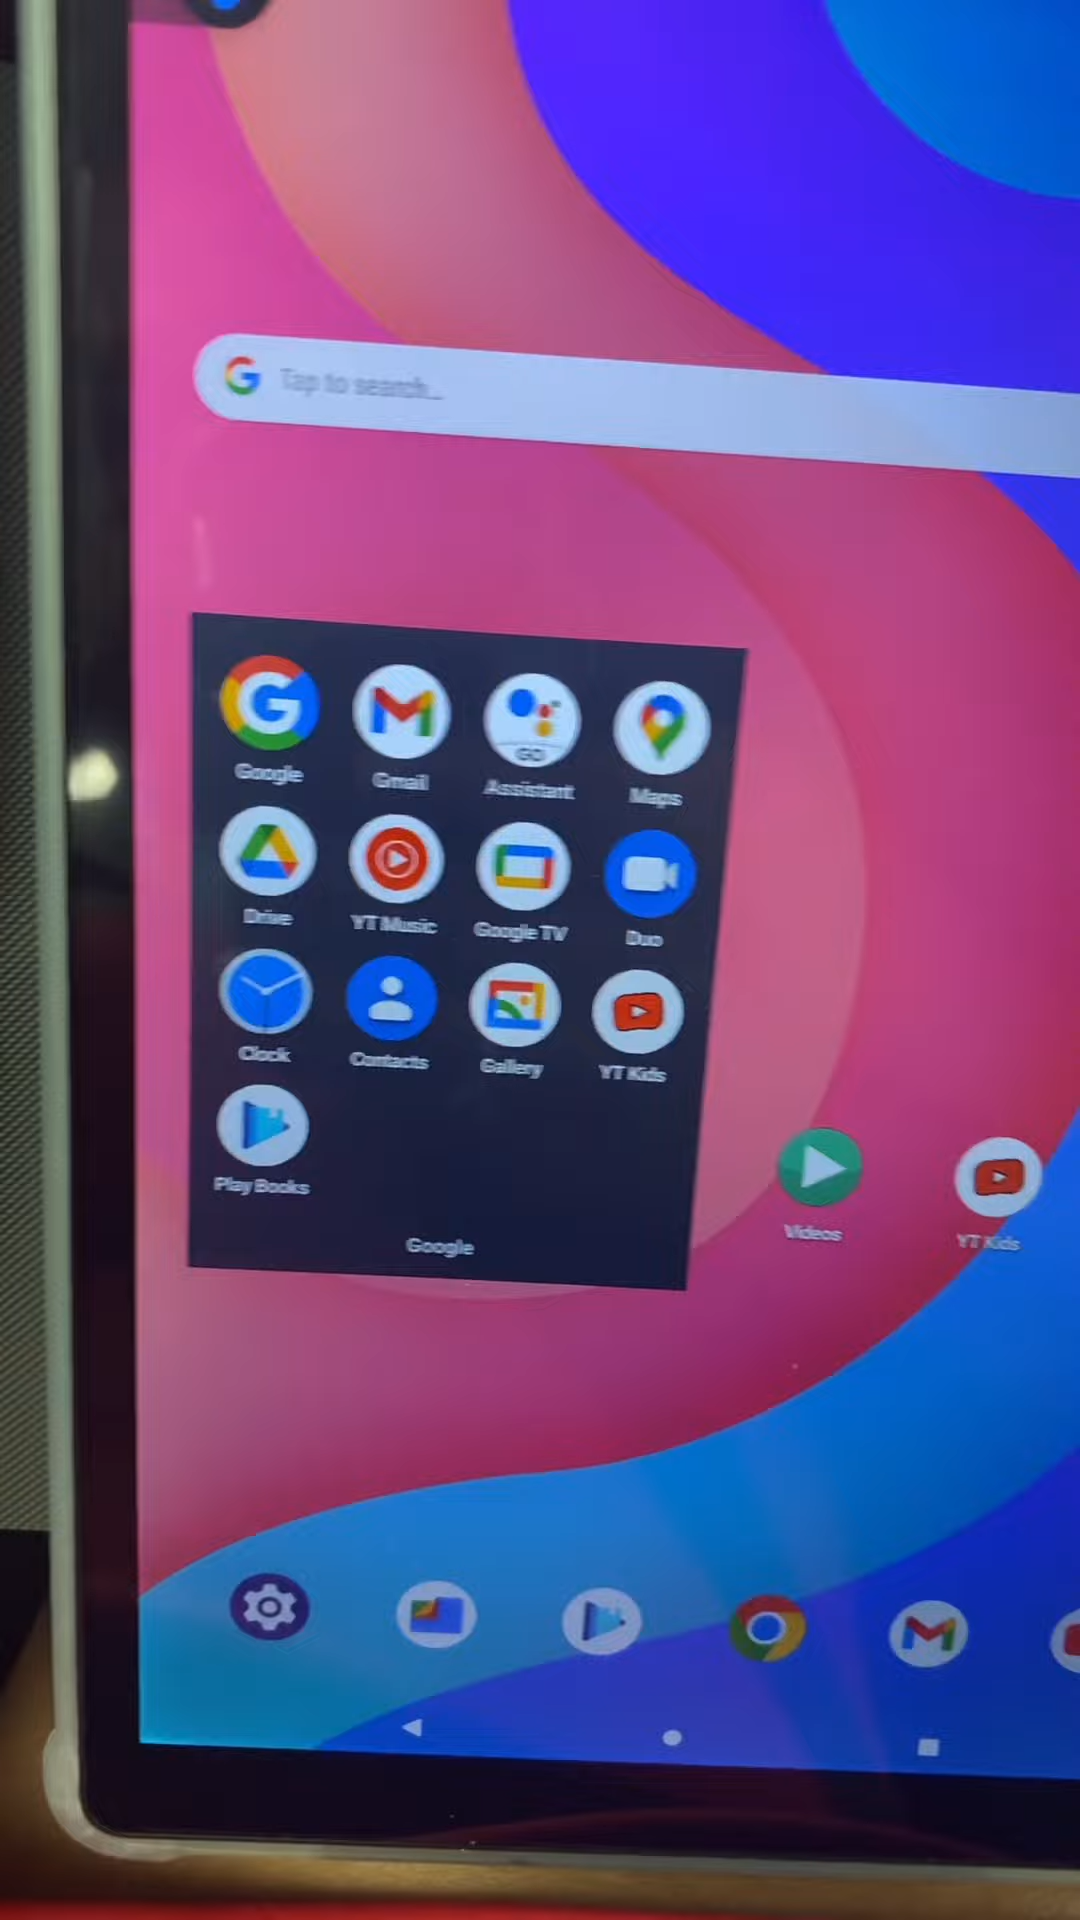 G Tap to search...
Google Gmail Assistant Maps
GO
Drive YT Music Google TV Duo
Clock Contacts Gallery YT Kids
Play Books
Videos YT Kids
Google